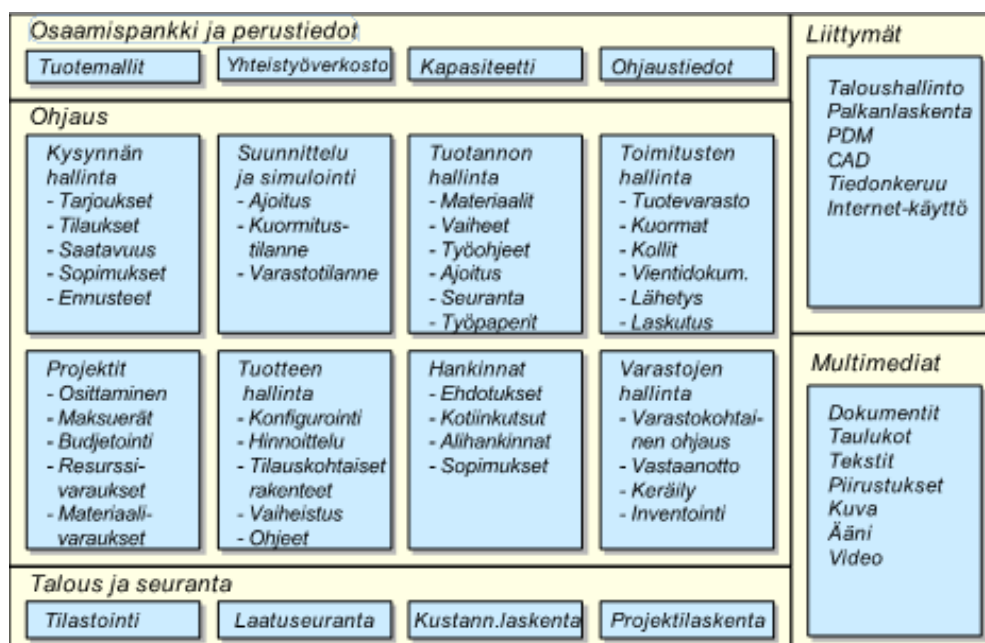 Osaamispankki ja perustiedot
Tuotemallit
Yhteistyöverkosto
Kapasiteetti
Ohjaustiedot
Ohjaus
Kysynnän
hallinta
- Tarjoukset
- Tilaukset
- Saatavuus
- Sopimukset
- Ennusteet
Suunnittelu
ja simulointi
- Ajoitus
- Kuormitus-
tilanne
- Varastotilanne
Tuotannon
hallinta
- Materiaalit
- Vaiheet
- Työohjeet
- Ajoitus
- Seuranta
- Työpaperit
Toimitusten
hallinta
- Tuotevarasto
- Kuormat
- Kollit
- Vientidokum.
- Lähetys
- Laskutus
Projektit
- Osittaminen
- Maksuerät
- Budjetointi
- Resurssi-
varaukset
- Materiaali-
varaukset
Tuotteen
hallinta
- Konfigurointi
- Hinnoittelu
- Tilauskohtaiset
rakenteet
- Vaiheistus
- Ohjeet
Hankinnat
- Ehdotukset
- Kotiinkutsut
- Alihankinnat
- Sopimukset
Varastojen
hallinta
- Varastokohtai-
nen ohjaus
- Vastaanotto
- Keräily
- Inventointi
Talous ja seuranta
Tilastointi
Laatuseuranta
Kustann.laskenta
Projektilaskenta
Liittymät
Taloushallinto
Palkanlaskenta
PDM
CAD
Tiedonkeruu
Internet-käyttö
Multimediat
Dokumentit
Taulukot
Tekstit
Piirustukset
Kuva
Ääni
Video